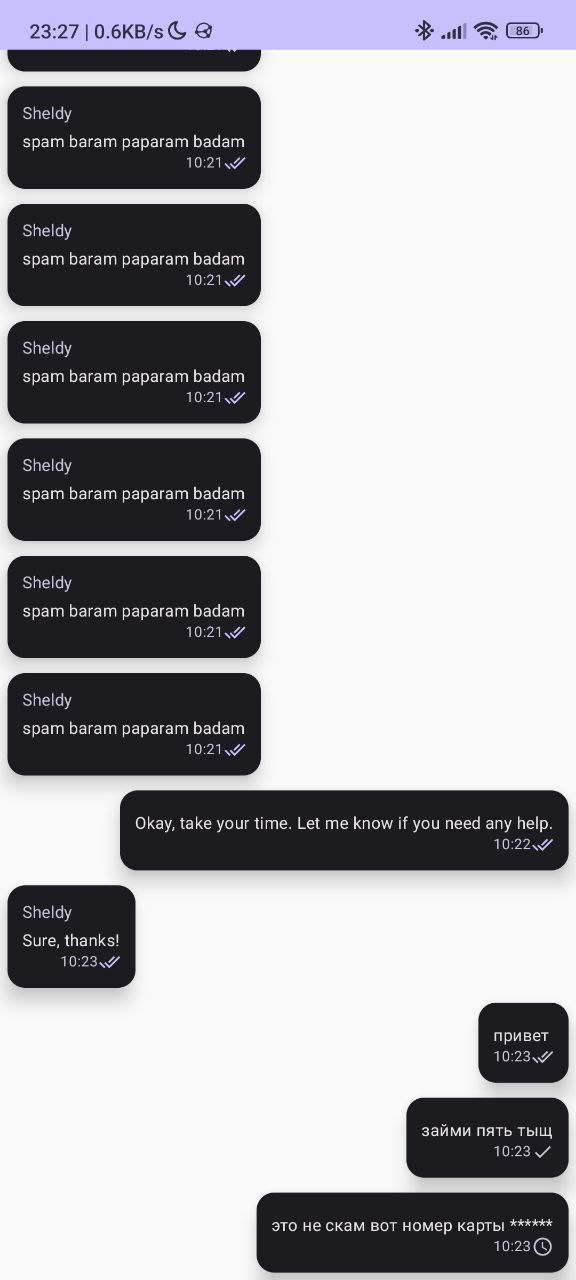 23:27 | 0.6KB/s 86
Sheldy
spam baram paparam badam
10:21
Sheldy
spam baram paparam badam
10:21
Sheldy
spam baram paparam badam
10:21
Sheldy
spam baram paparam badam
10:21
Sheldy
spam baram paparam badam
10:21
Sheldy
spam baram paparam badam
10:21
Okay, take your time. Let me know if you need any help.
10:22
Sheldy
Sure, thanks!
10:23
привет
10:23
займи пять тыщ
10:23
это не скам вот номер карты ******
10:23